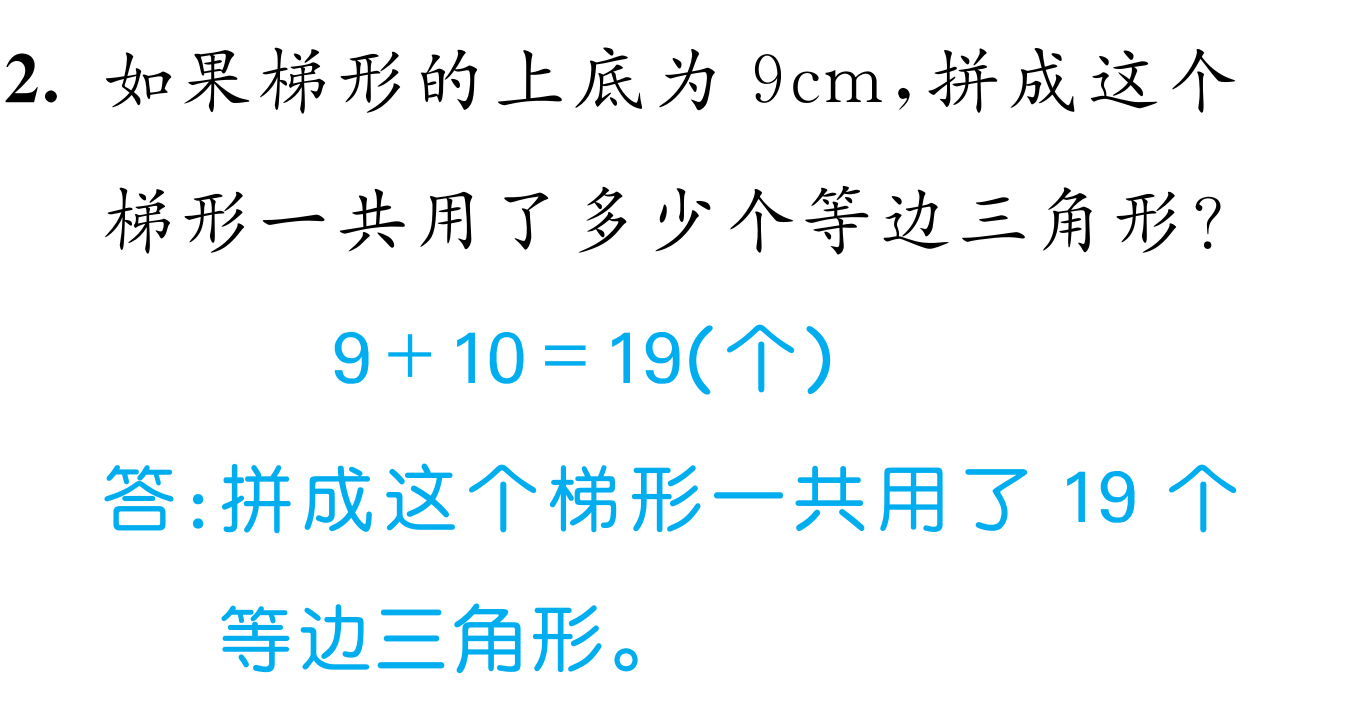 2. 如果梯形的上底为 9cm,拼成这个
梯形一共用了多少个等边三角形?
9+10=19(个)
答:拼成这个梯形一共用了 19 个
等边三角形。